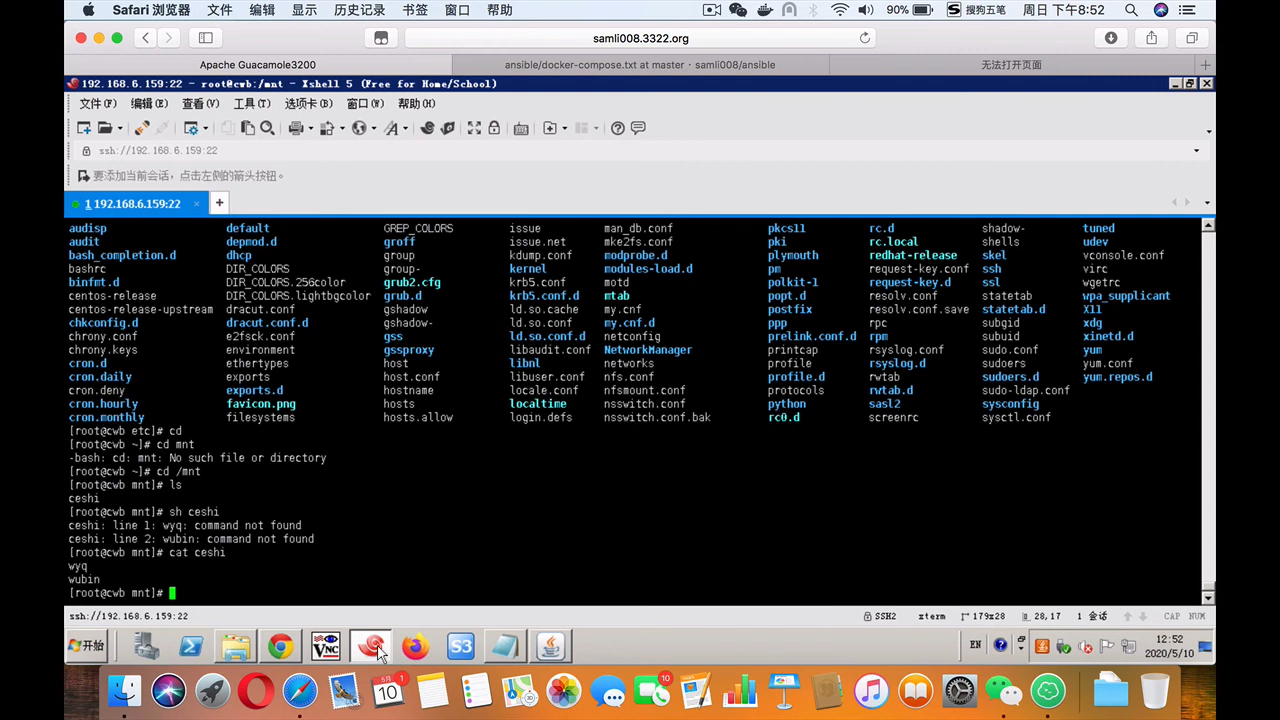 Safari 浏览器 文件 编辑 显示 历史记录 书签 窗口 帮助 90% 搜狗五笔 周日 下午8:52
samli008.3322.org
Apache Guacamole3200 ansible/docker-compose.txt at master · samli008/ansible 无法打开页面
192.168.6.159:22 - root@cwb:/mnt - Xshell 5 (Free for Home/School)
文件(F) 编辑(E) 查看(V) 工具(T) 选项卡(B) 窗口(W) 帮助(H)
ssh://192.168.6.159:22
要添加当前会话，点击左侧的箭头按钮。
1 192.168.6.159:22
audisp default GREP_COLORS issue man_db.conf pkcs11 rc.d shadow- tuned
audit depmod.d groff issue.net mke2fs.conf pki rc.local shells udev
bash_completion.d dhcp group kdump.conf modprobe.d plymouth redhat-release skel vconsole.conf
bashrc DIR_COLORS group- kernel modules-load.d pm request-key.conf ssh virc
binfmt.d DIR_COLORS.256color grub2.cfg krb5.conf motd polkit-1 request-key.d ssl wgetrc
centos-release DIR_COLORS.lightbgcolor grub.d krb5.conf.d mtab popt.d resolv.conf statetab wpa_supplicant
centos-release-upstream dracut.conf gshadow ld.so.cache my.cnf postfix resolv.conf.save statetab.d X11
chkconfig.d dracut.conf.d gshadow- ld.so.conf my.cnf.d ppp rpc subgid xdg
chrony.conf e2fsck.conf gss ld.so.conf.d netconfig prelink.conf.d rpm subuid xinetd.d
chrony.keys environment gssproxy libaudit.conf NetworkManager printcap rsyslog.conf sudo.conf yum
cron.d ethertypes host libnl networks profile rsyslog.d sudoers yum.conf
cron.daily exports host.conf libuser.conf nfs.conf profile.d rwtab sudoers.d yum.repos.d
cron.deny exports.d hostname locale.conf nfsmount.conf protocols rwtab.d sudo-ldap.conf
cron.hourly favicon.png hosts localtime nsswitch.conf python sasl2 sysconfig
cron.monthly filesystems hosts.allow login.defs nsswitch.conf.bak rc0.d screenrc sysctl.conf
[root@cwb etc]# cd
[root@cwb ~]# cd mnt
-bash: cd: mnt: No such file or directory
[root@cwb ~]# cd /mnt
[root@cwb mnt]# ls
ceshi
[root@cwb mnt]# sh ceshi
ceshi: line 1: wyq: command not found
ceshi: line 2: wubin: command not found
[root@cwb mnt]# cat ceshi
wyq
wubin
[root@cwb mnt]#
ssh://192.168.6.159:22 SSH2 xterm 179x28 28,17 1 会话 CAP NUM
开始 VNC S3 EN 12:52
2020/5/10
5月 10 1 10